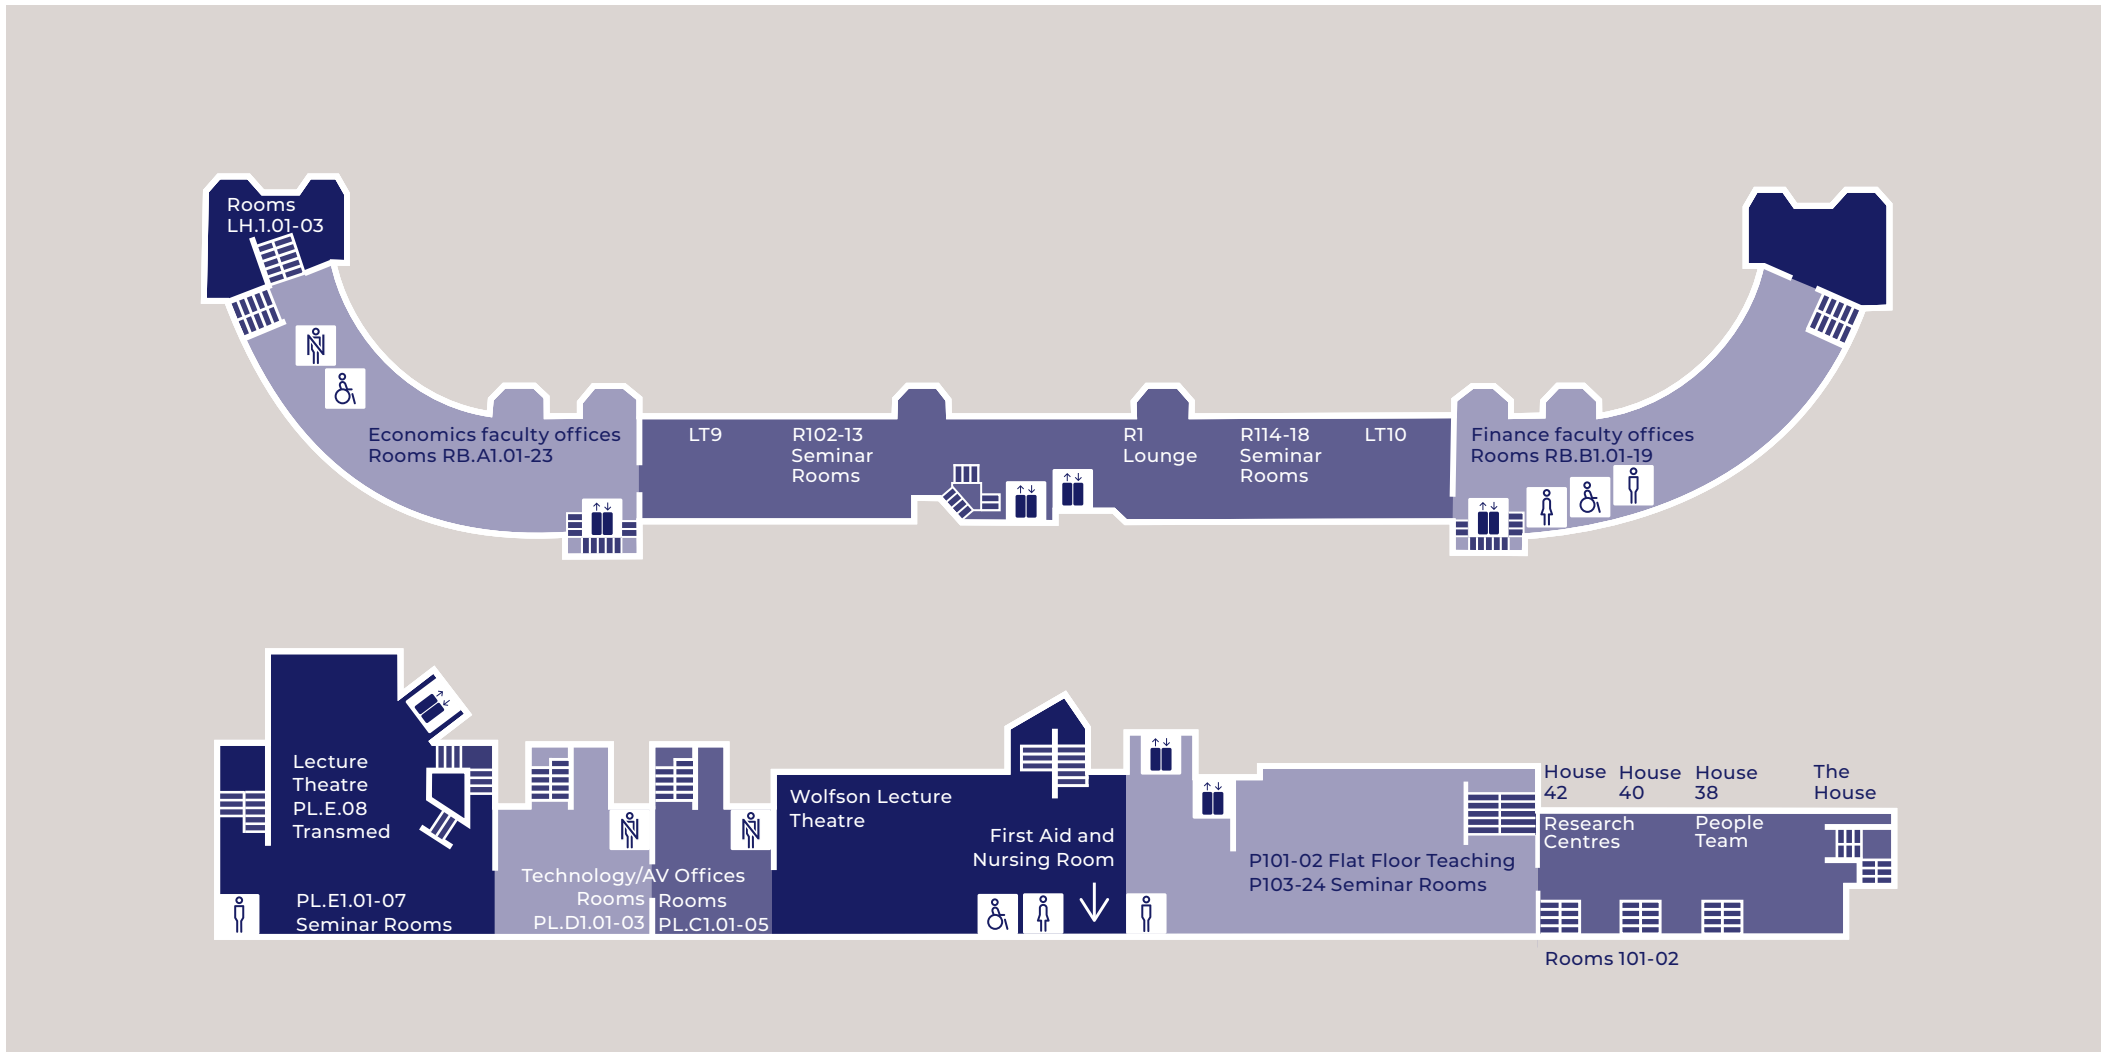 Rooms
LH.1.01-03
Economics faculty offices
Rooms RB.A1.01-23
LT9
R102-13
Seminar
Rooms
R1
Lounge
R114-18
Seminar
Rooms
LT10
Finance faculty offices
Rooms RB.B1.01-19
Lecture
Theatre
PL.E.08
Transmed
PL.E1.01-07
Seminar Rooms
Technology/AV Offices
Rooms
PL.D1.01-03
Rooms
PL.C1.01-05
Wolfson Lecture
Theatre
First Aid and
Nursing Room
P101-02 Flat Floor Teaching
P103-24 Seminar Rooms
House
42
House
40
House
38
The
House
Research
Centres
People
Team
Rooms 101-02